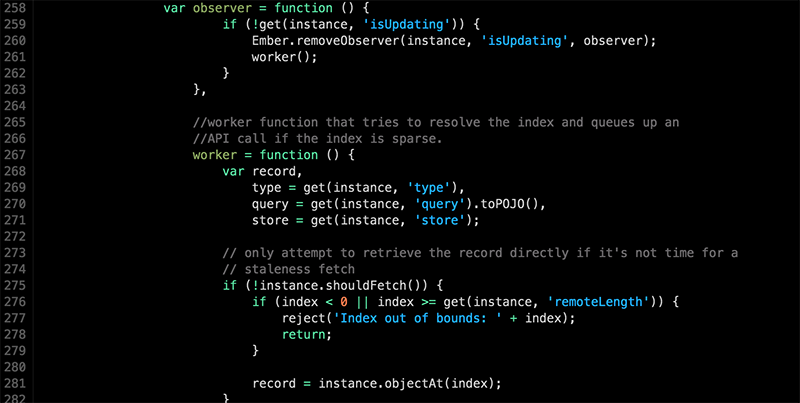 258 var observer = function () {
259 if (!get(instance, 'isUpdating')) {
260 Ember.removeObserver(instance, 'isUpdating', observer);
261 worker();
262 }
263 },
264
265 //worker function that tries to resolve the index and queues up an
266 //API call if the index is sparse.
267 worker = function () {
268 var record,
269 type = get(instance, 'type'),
270 query = get(instance, 'query').toPOJO(),
271 store = get(instance, 'store');
272
273 // only attempt to retrieve the record directly if it's not time for a
274 // staleness fetch
275 if (!instance.shouldFetch()) {
276 if (index < 0 || index >= get(instance, 'remoteLength')) {
277 reject('Index out of bounds: ' + index);
278 return;
279 }
280
281 record = instance.objectAt(index);
282 }